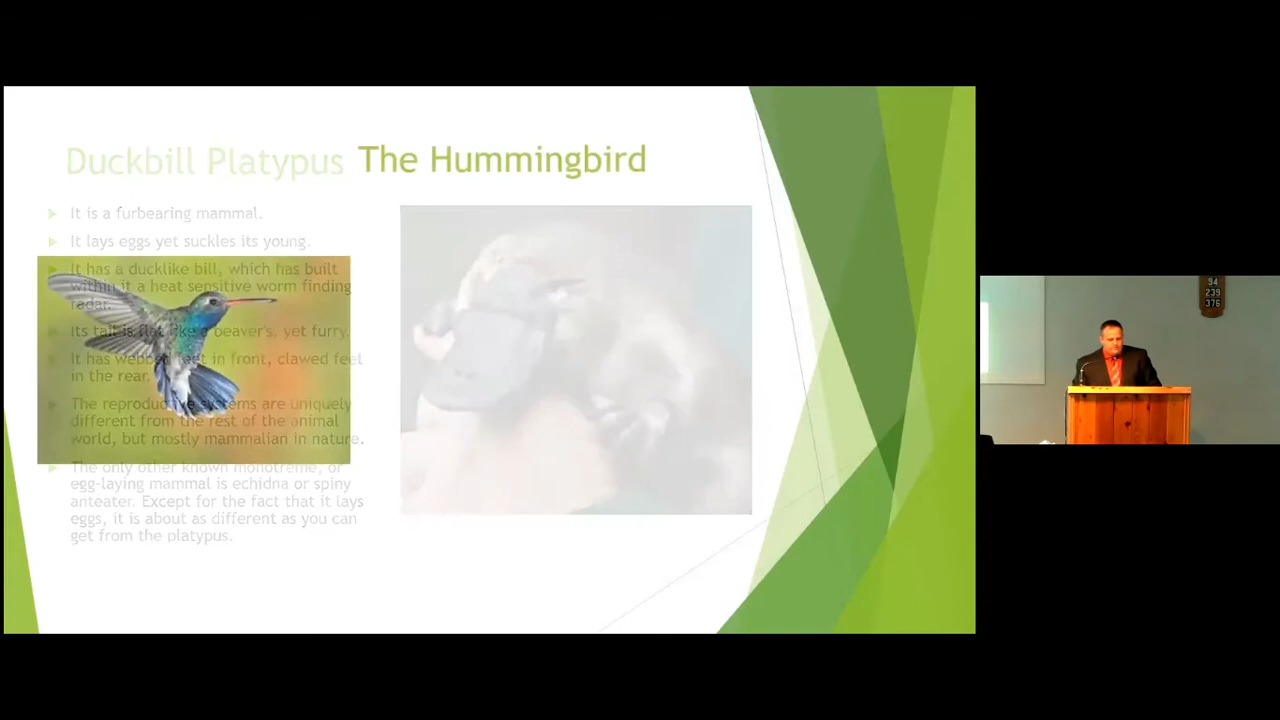 Duckbill Platypus The Hummingbird
It is a furbearing mammal.
It lays eggs yet suckles its young.
It has a ducklike bill, which has built
within it a heat sensitive worm finding
radar.
Its tail is flat like a beaver's, yet furry.
It has webbed feet in front, clawed feet
in the rear.
The reproductive systems are uniquely
different from the rest of the animal
world, but mostly mammalian in nature.
The only other known monotreme, or
egg-laying mammal is echidna or spiny
anteater. Except for the fact that it lays
eggs, it is about as different as you can
get from the platypus.
94
239
376